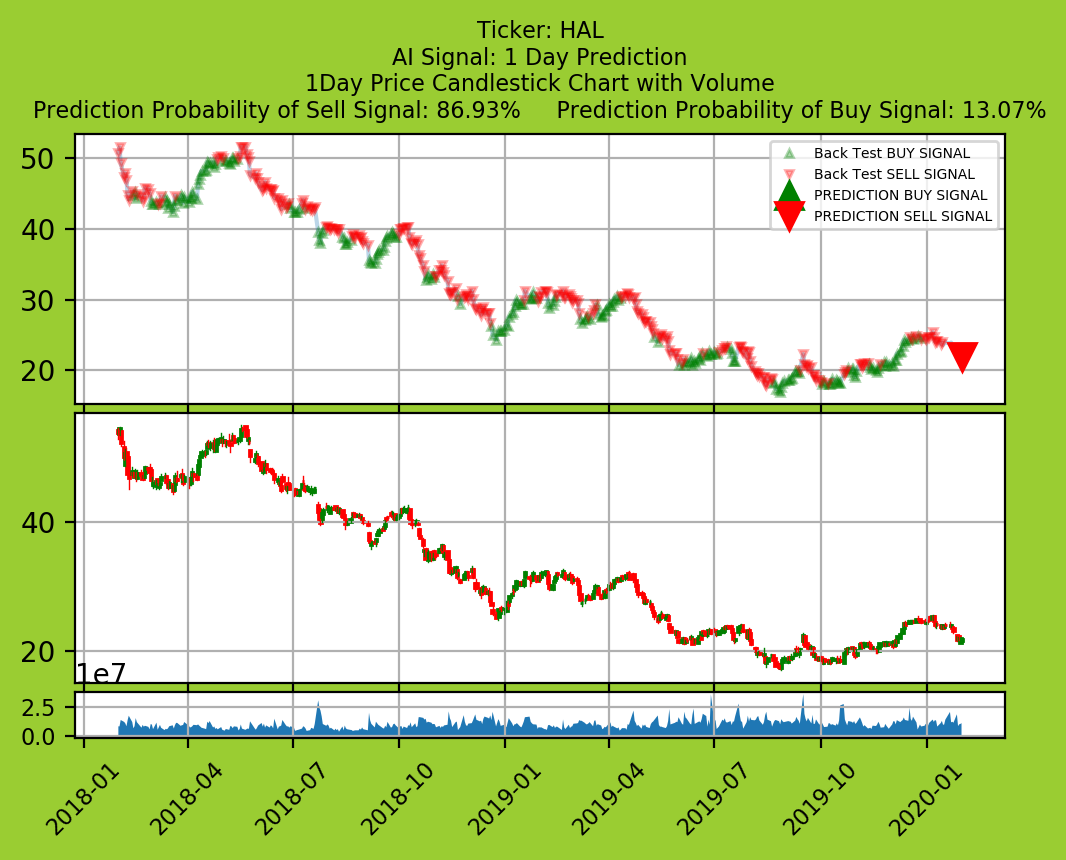 Ticker: HAL
AI Signal: 1 Day Prediction
1Day Price Candlestick Chart with Volume
Prediction Probability of Sell Signal: 86.93% Prediction Probability of Buy Signal: 13.07%
Back Test BUY SIGNAL
Back Test SELL SIGNAL
PREDICTION BUY SIGNAL
PREDICTION SELL SIGNAL
50
40
30
20
40
20
1e7
2.5
0.0
2018-01
2018-04
2018-07
2018-10
2019-01
2019-04
2019-07
2019-10
2020-01